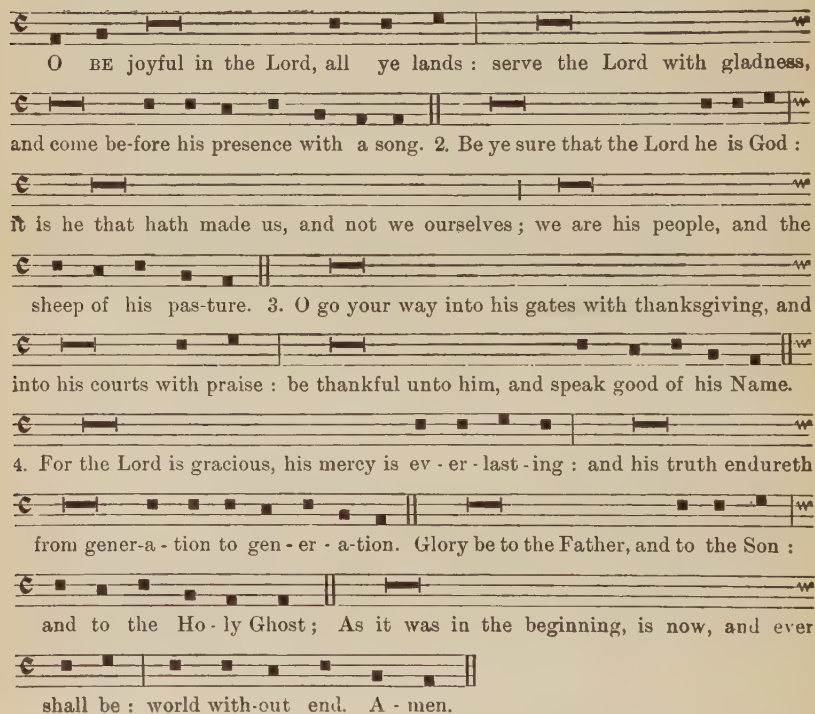 O BE joyful in the Lord, all ye lands : serve the Lord with gladness,
and come be-fore his presence with a song. 2. Be ye sure that the Lord he is God :
it is he that hath made us, and not we ourselves ; we are his people, and the
sheep of his pas-ture. 3. O go your way into his gates with thanksgiving, and
into his courts with praise : be thankful unto him, and speak good of his Name.
4. For the Lord is gracious, his mercy is ev - er - last - ing : and his truth endureth
from gener-a - tion to gen - er - a-tion. Glory be to the Father, and to the Son :
and to the Ho - ly Ghost ; As it was in the beginning, is now, and ever
shall be : world with-out end. A - men.